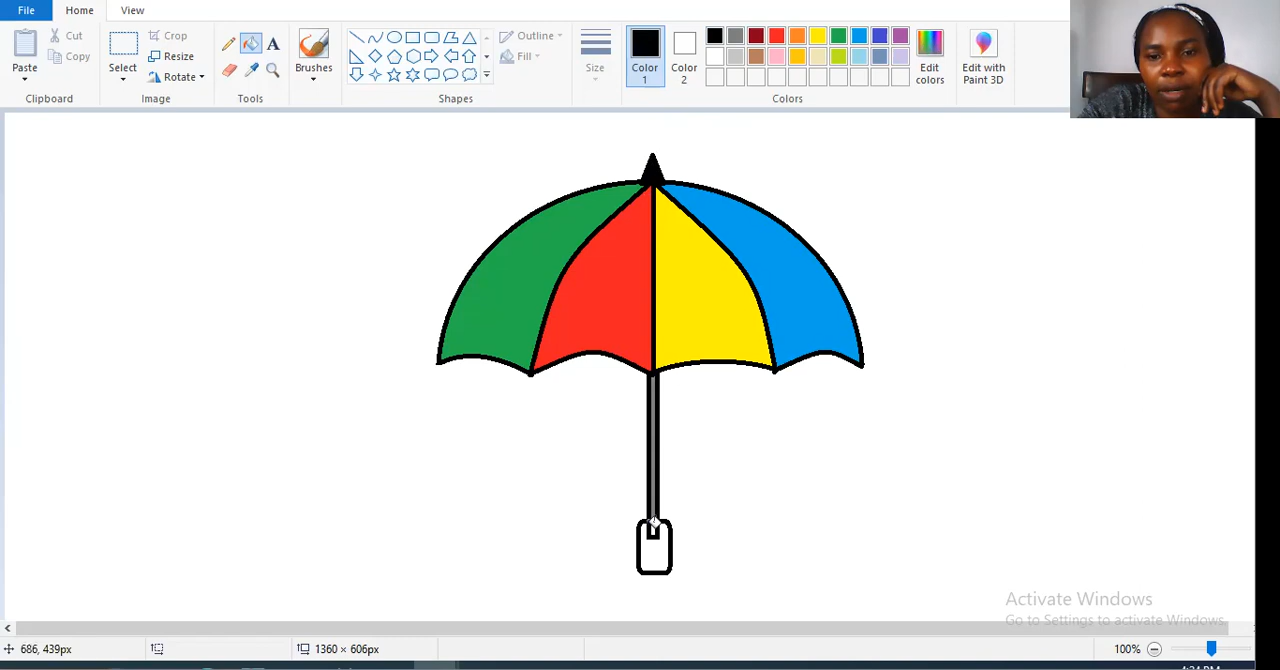 File Home View
Paste
Cut
Copy
Clipboard
Select
Crop
Resize
Rotate
Image
A
Tools
Brushes
Outline
Fill
Shapes
Size
Color
1
Color
2
Colors
Edit
colors
Edit with
Paint 3D
Activate Windows
Go to Settings to activate Windows.
686, 439px
1360 × 606px
100%